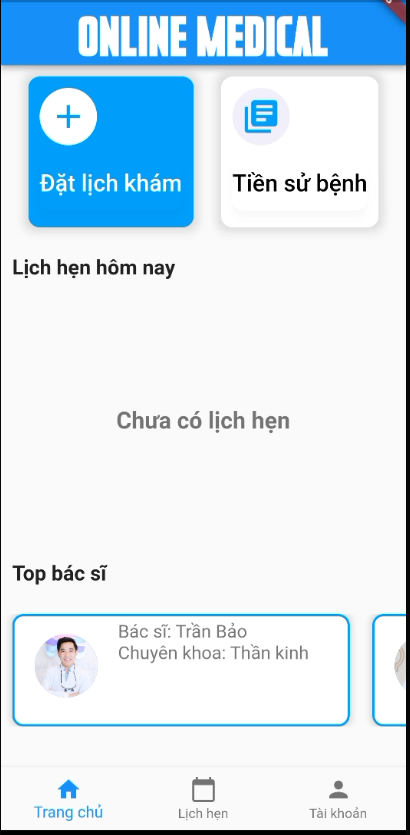 ONLINE MEDICAL
Đặt lịch khám
Tiền sử bệnh
Lịch hẹn hôm nay
Chưa có lịch hẹn
Top bác sĩ
Bác sĩ: Trần Bảo
Chuyên khoa: Thần kinh
Trang chủ
Lịch hẹn
Tài khoản